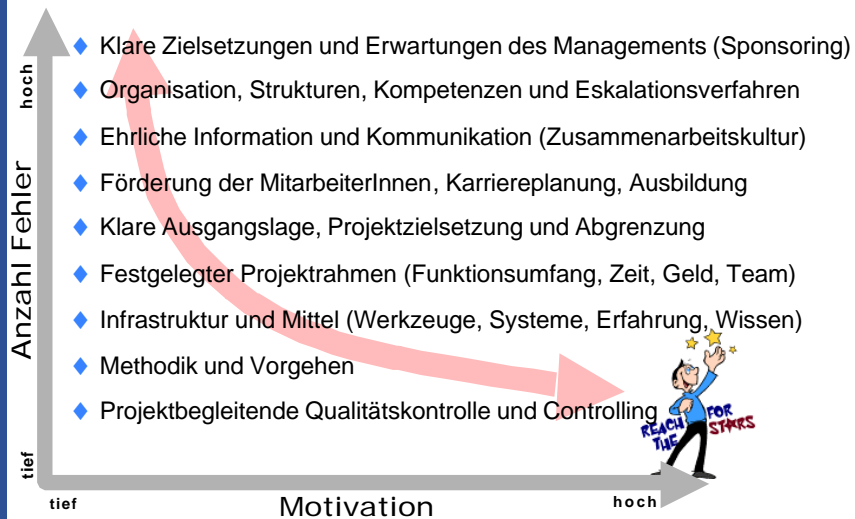 Klare Zielsetzungen und Erwartungen des Managements (Sponsoring)
Organisation, Strukturen, Kompetenzen und Eskalationsverfahren
Ehrliche Information und Kommunikation (Zusammenarbeitskultur)
Förderung der MitarbeiterInnen, Karriereplanung, Ausbildung
Klare Ausgangslage, Projektzielsetzung und Abgrenzung
Festgelegter Projektrahmen (Funktionsumfang, Zeit, Geld, Team)
Infrastruktur und Mittel (Werkzeuge, Systeme, Erfahrung, Wissen)
Methodik und Vorgehen
Projektbegleitende Qualitätskontrolle und Controlling
hoch
Anzahl Fehler
tief
REACH FOR
THE STARS
tief
Motivation
hoch